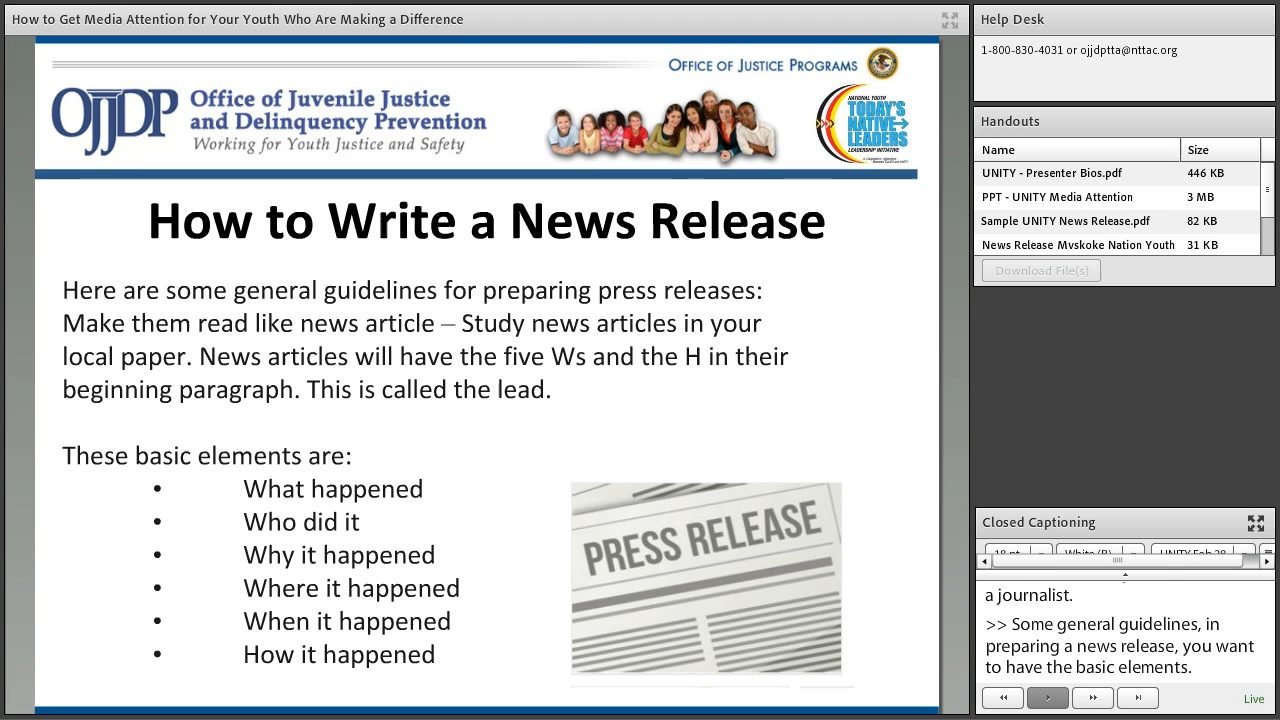 How to Get Media Attention for Your Youth Who Are Making a Difference
OFFICE OF JUSTICE PROGRAMS
OJJDP
Office of Juvenile Justice
and Delinquency Prevention
Working for Youth Justice and Safety
NATIONAL YOUTH
TODAY'S
NATIVE
LEADERS
LEADERSHIP INITIATIVE
How to Write a News Release
Here are some general guidelines for preparing press releases:
Make them read like news article – Study news articles in your
local paper. News articles will have the five Ws and the H in their
beginning paragraph. This is called the lead.
These basic elements are:
• What happened
• Who did it
• Why it happened
• Where it happened
• When it happened
• How it happened
PRESS RELEASE
Help Desk
1-800-830-4031 or ojjdptta@nttac.org
Handouts
Name Size
UNITY - Presenter Bios.pdf 446 KB
PPT - UNITY Media Attention 3 MB
Sample UNITY News Release.pdf 82 KB
News Release Mvskoke Nation Youth 31 KB
Download File(s)
Closed Captioning
18 pt White (B) UNITY Feb 28
a journalist.
>> Some general guidelines, in
preparing a news release, you want
to have the basic elements.
Live